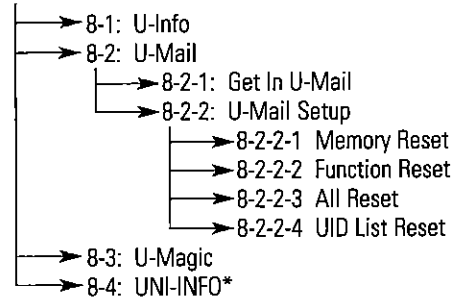 8-1: U-Info
8-2: U-Mail
8-2-1: Get In U-Mail
8-2-2: U-Mail Setup
8-2-2-1 Memory Reset
8-2-2-2 Function Reset
8-2-2-3 All Reset
8-2-2-4 UID List Reset
8-3: U-Magic
8-4: UNI-INFO*